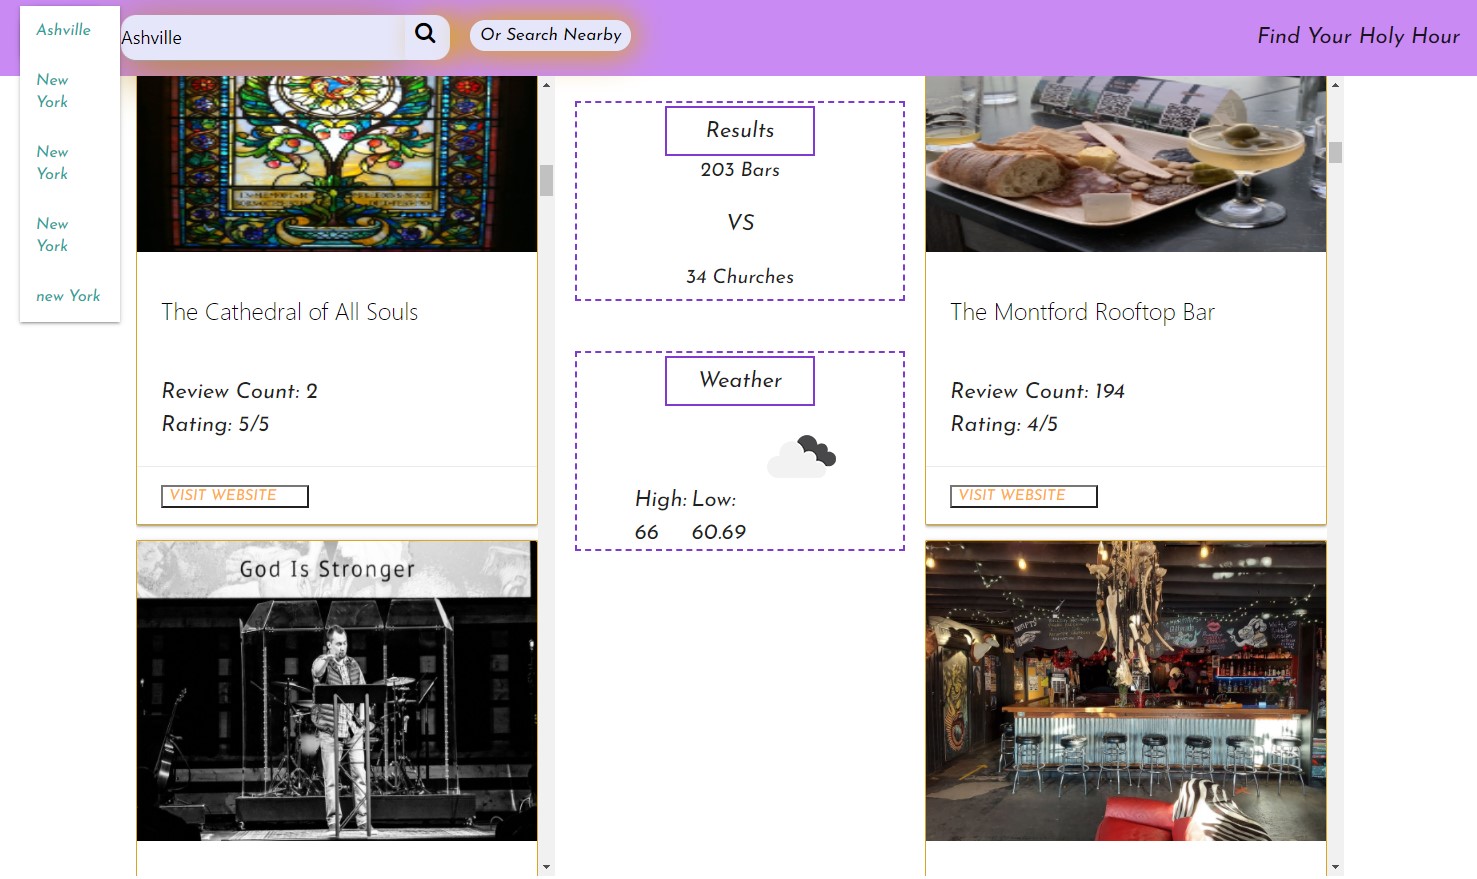 Ashville
New
York
New
York
New
York
new York
Ashville
Or Search Nearby
Find Your Holy Hour
The Cathedral of All Souls
Review Count: 2
Rating: 5/5
VISIT WEBSITE
God Is Stronger
Results
203 Bars
VS
34 Churches
Weather
High: Low:
66 60.69
The Montford Rooftop Bar
Review Count: 194
Rating: 4/5
VISIT WEBSITE